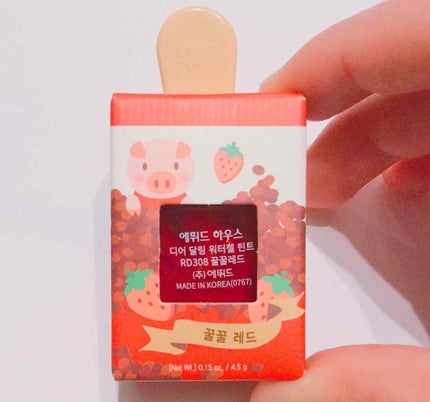 에뛰드 하우스
디어 달링 워터젤 틴트
RD308 꿀꿀레드
(주) 에뛰드
MADE IN KOREA(0767)
꿀꿀 레드
[Net Wt.] 0.15 oz. / 4.5 g